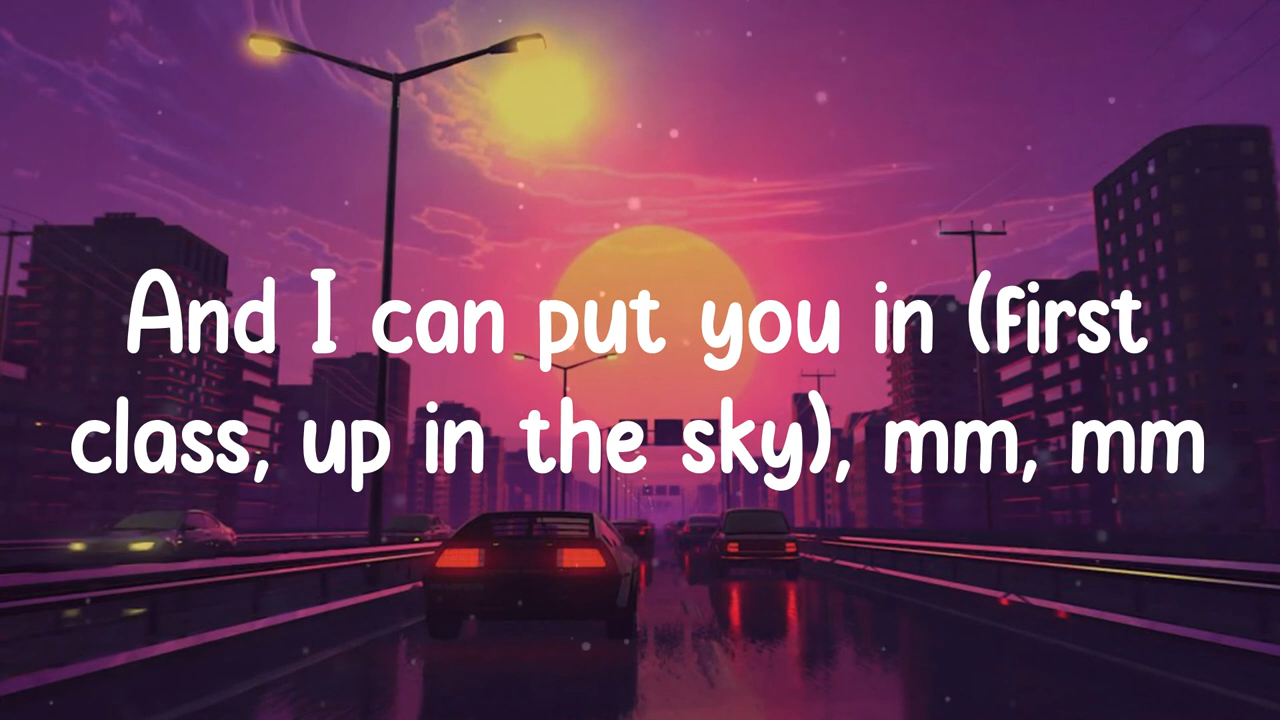 And I can put you in (first
class, up in the sky), mm, mm